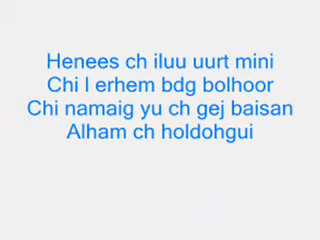 Henees ch iluu uurt mini
Chi l erhem bdg bolhoor
Chi namaig yu ch gej baisan
Alham ch holdohgui